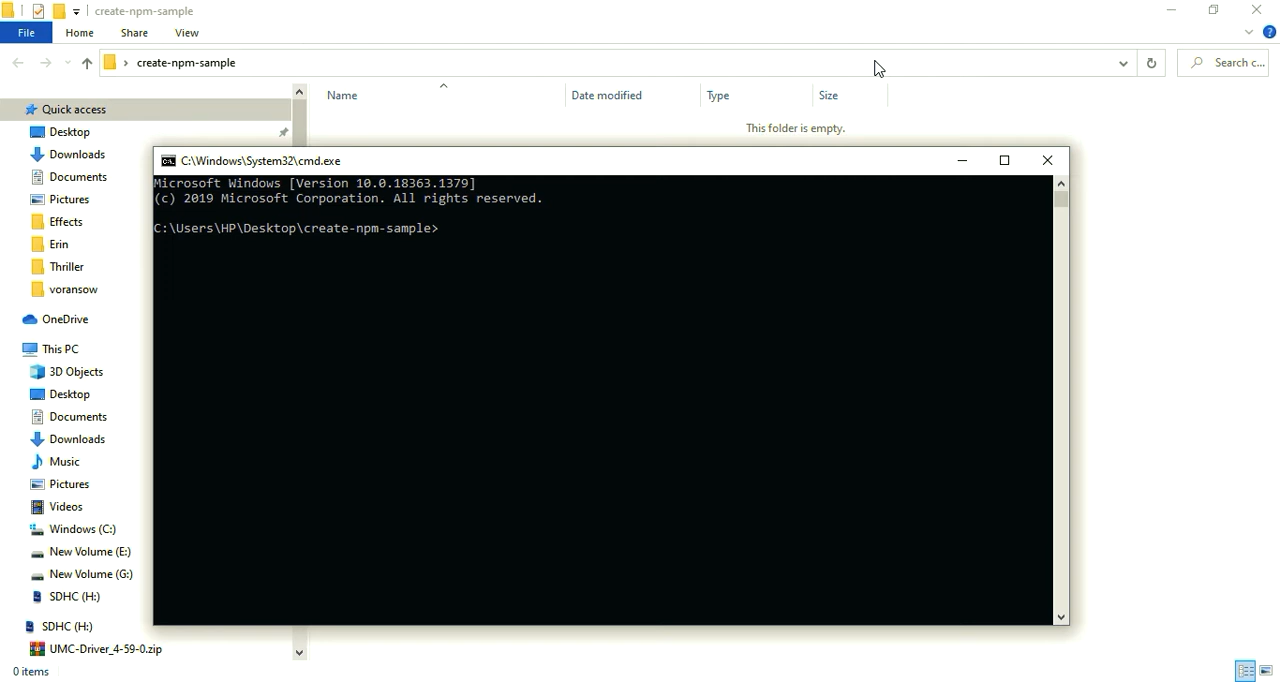 create-npm-sample
File Home Share View
create-npm-sample
Search c...
Name Date modified Type Size
This folder is empty.
Quick access
Desktop
Downloads
Documents
Pictures
Effects
Erin
Thriller
voransow
OneDrive
This PC
3D Objects
Desktop
Documents
Downloads
Music
Pictures
Videos
Windows (C:)
New Volume (E:)
New Volume (G:)
SDHC (H:)
SDHC (H:)
UMC-Driver_4-59-0.zip
0 items
C:\Windows\System32\cmd.exe
Microsoft Windows [Version 10.0.18363.1379]
(c) 2019 Microsoft Corporation. All rights reserved.
C:\Users\HP\Desktop\create-npm-sample>